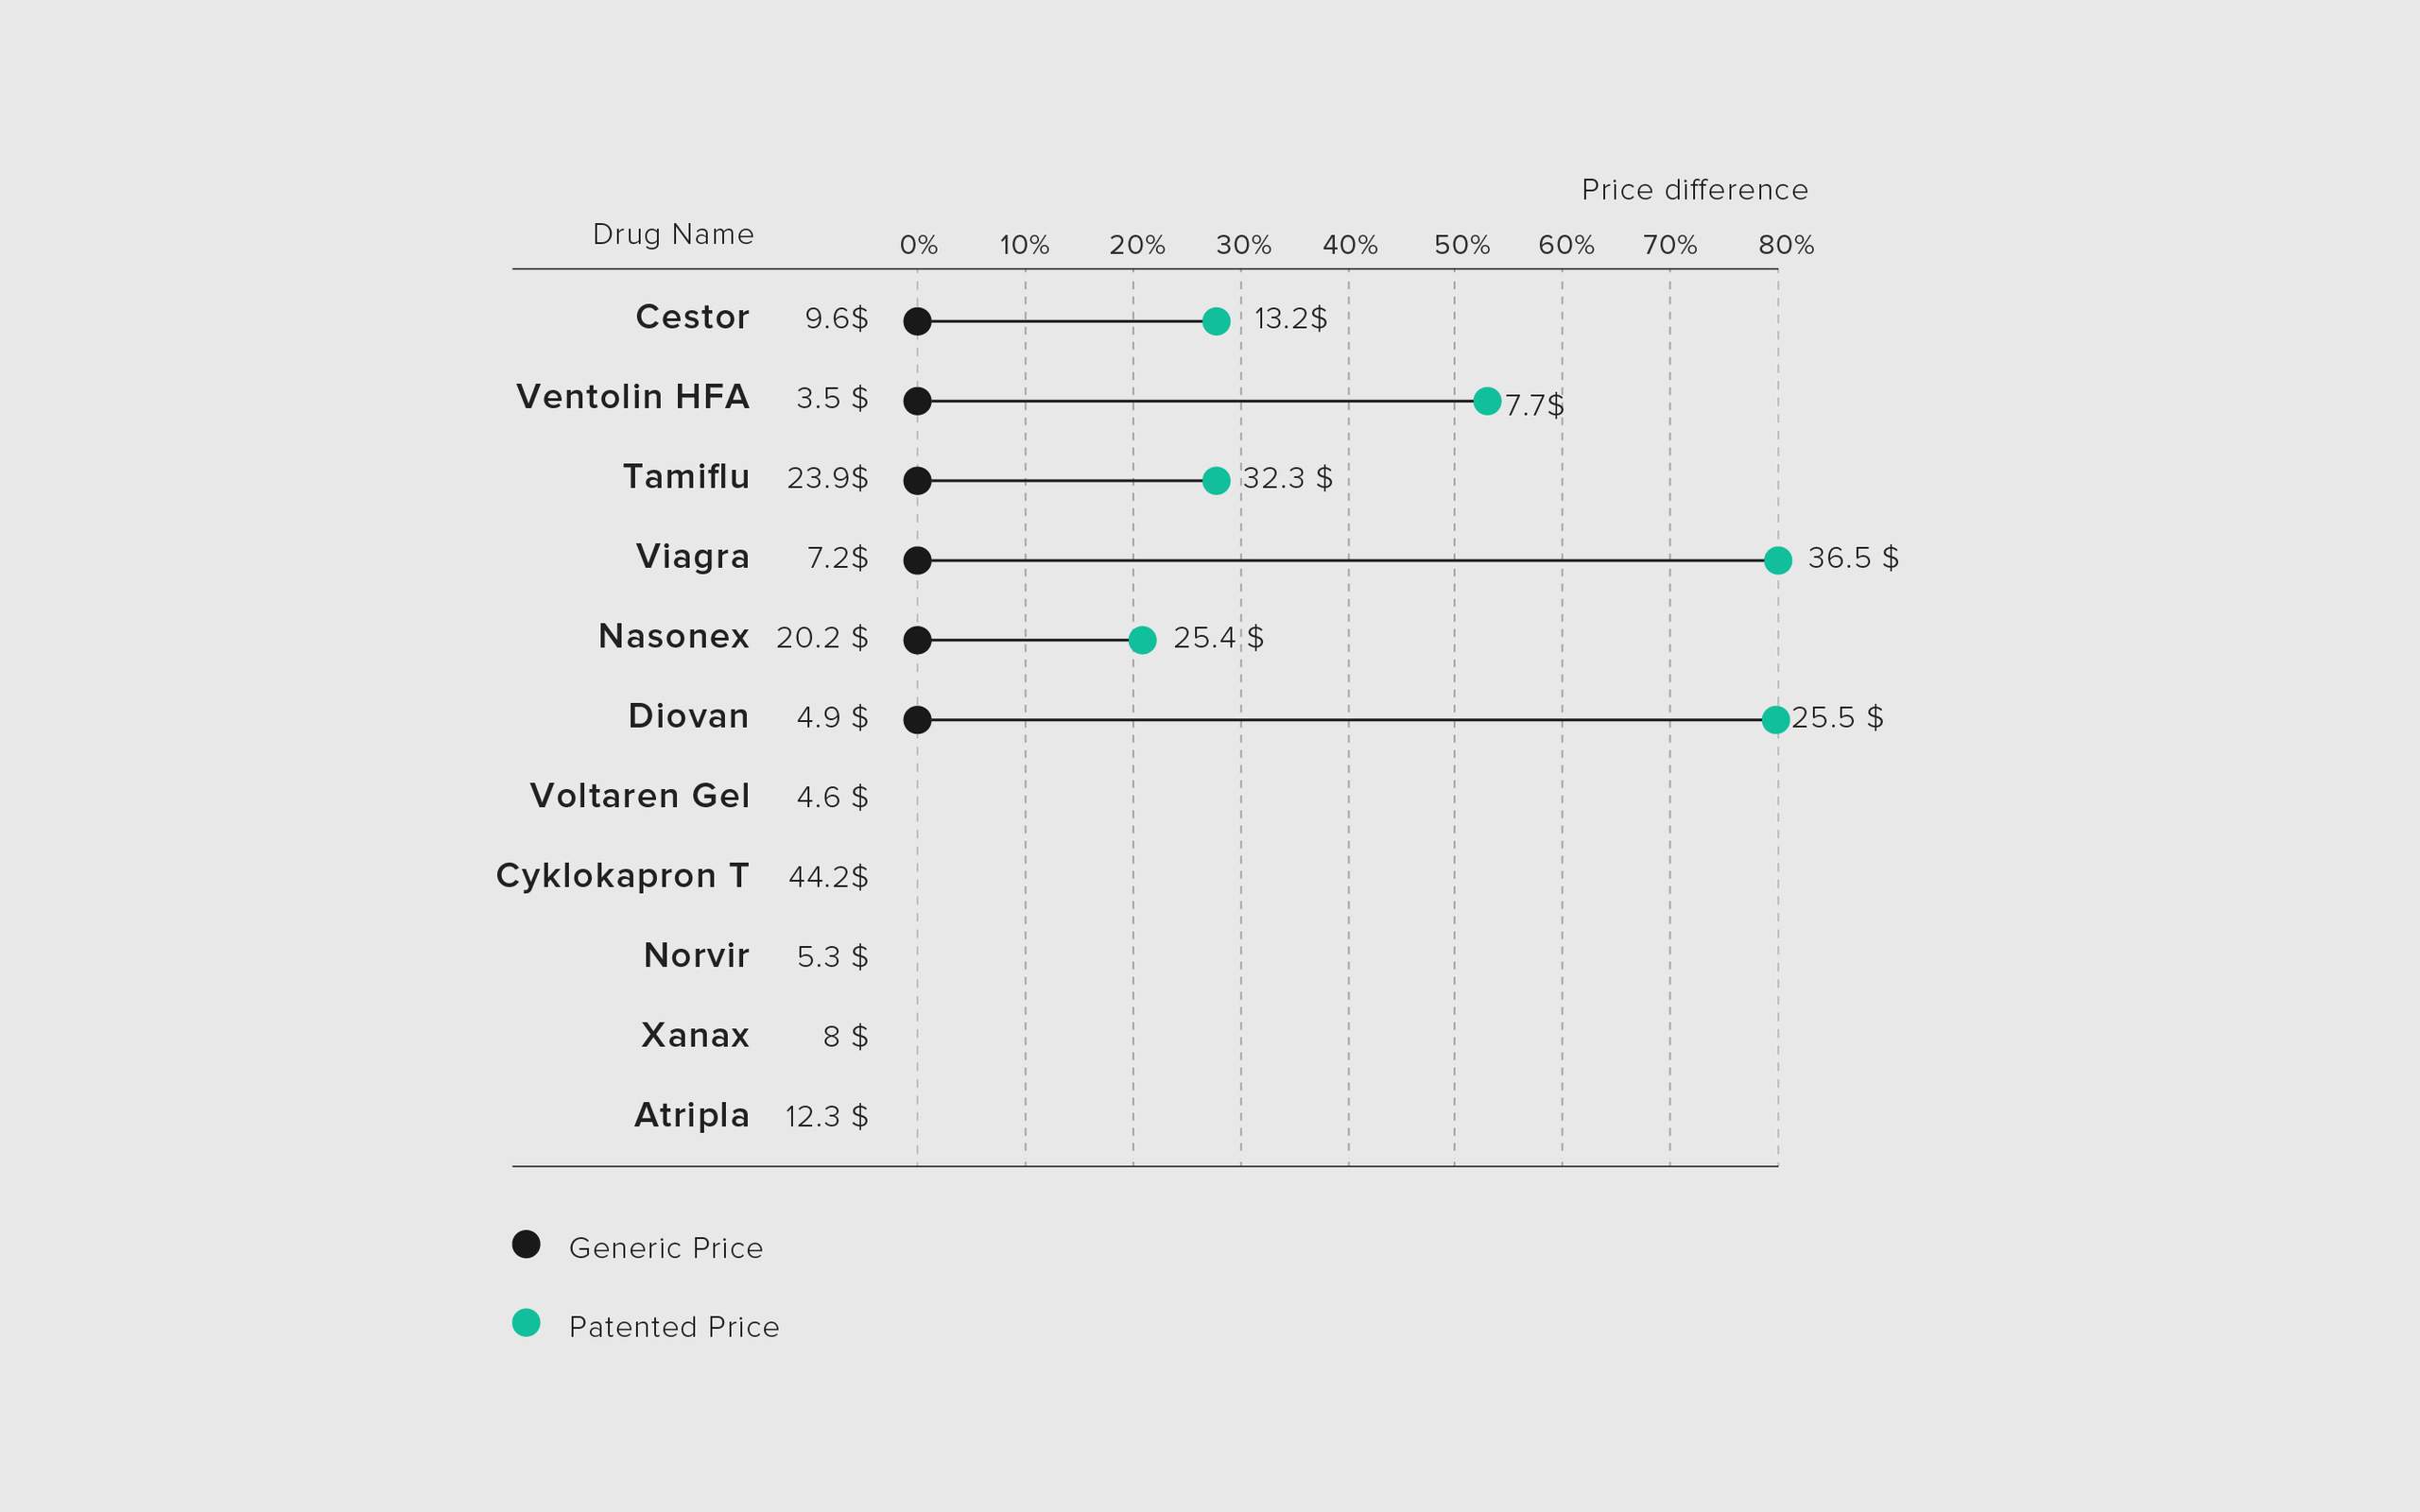 Price difference
Drug Name 0% 10% 20% 30% 40% 50% 60% 70% 80%
Cestor 9.6$ 13.2$
Ventolin HFA 3.5 $ 7.7$
Tamiflu 23.9$ 32.3 $
Viagra 7.2$ 36.5 $
Nasonex 20.2 $ 25.4 $
Diovan 4.9 $ 25.5 $
Voltaren Gel 4.6 $
Cyklokapron T 44.2$
Norvir 5.3 $
Xanax 8 $
Atripla 12.3 $
Generic Price
Patented Price